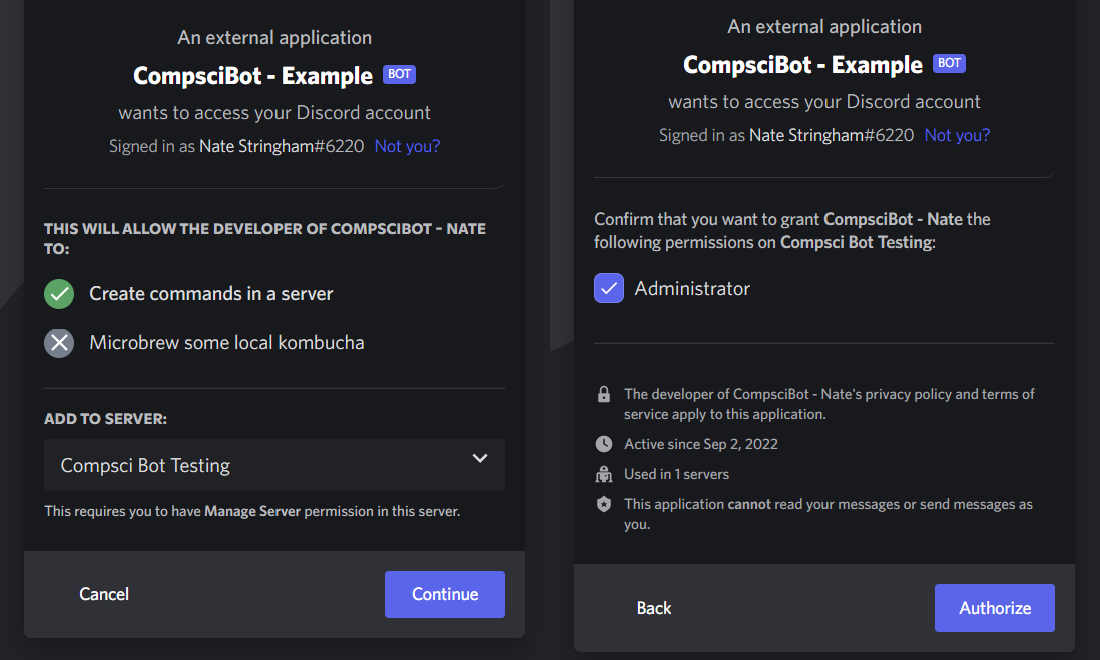 An external application
CompsciBot - Example BOT
wants to access your Discord account
Signed in as Nate Stringham#6220 Not you?
THIS WILL ALLOW THE DEVELOPER OF COMPSCIBOT - NATE
TO:
Create commands in a server
Microbrew some local kombucha
ADD TO SERVER:
Compsci Bot Testing
This requires you to have Manage Server permission in this server.
Cancel
Continue
An external application
CompsciBot - Example BOT
wants to access your Discord account
Signed in as Nate Stringham#6220 Not you?
Confirm that you want to grant CompsciBot - Nate the
following permissions on Compsci Bot Testing:
Administrator
The developer of CompsciBot - Nate's privacy policy and terms of
service apply to this application.
Active since Sep 2, 2022
Used in 1 servers
This application cannot read your messages or send messages as
you.
Back
Authorize